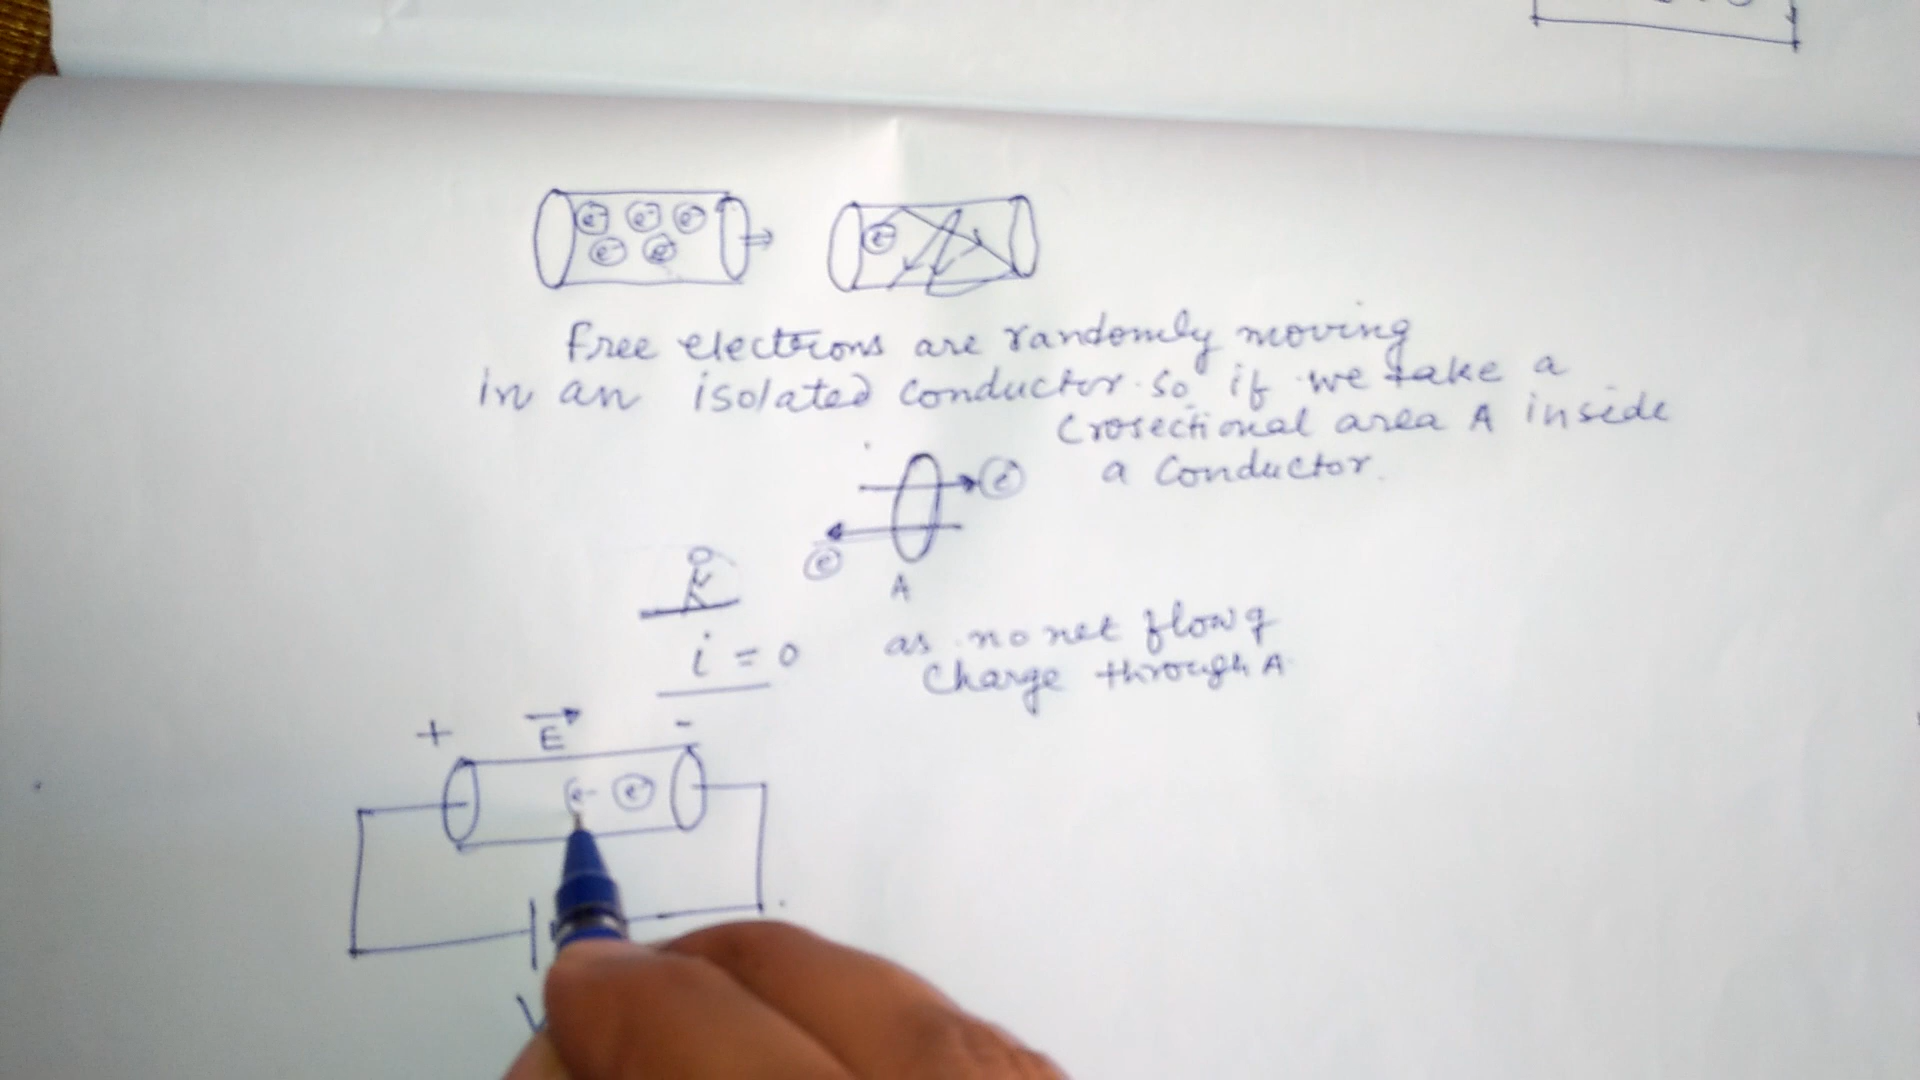 e- e- e-
e- e-
e
free electrons are randomly moving
in an isolated conductor. so if we take a
crosectional area A inside
a conductor.
e
e
A
i = 0 as no net flow of
charge through A
+ E -
e- e-
V